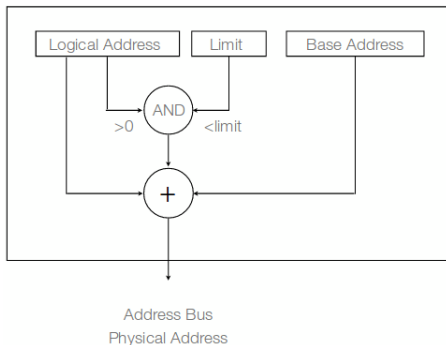 Logical Address Limit Base Address
AND
>0 <limit
+
Address Bus
Physical Address